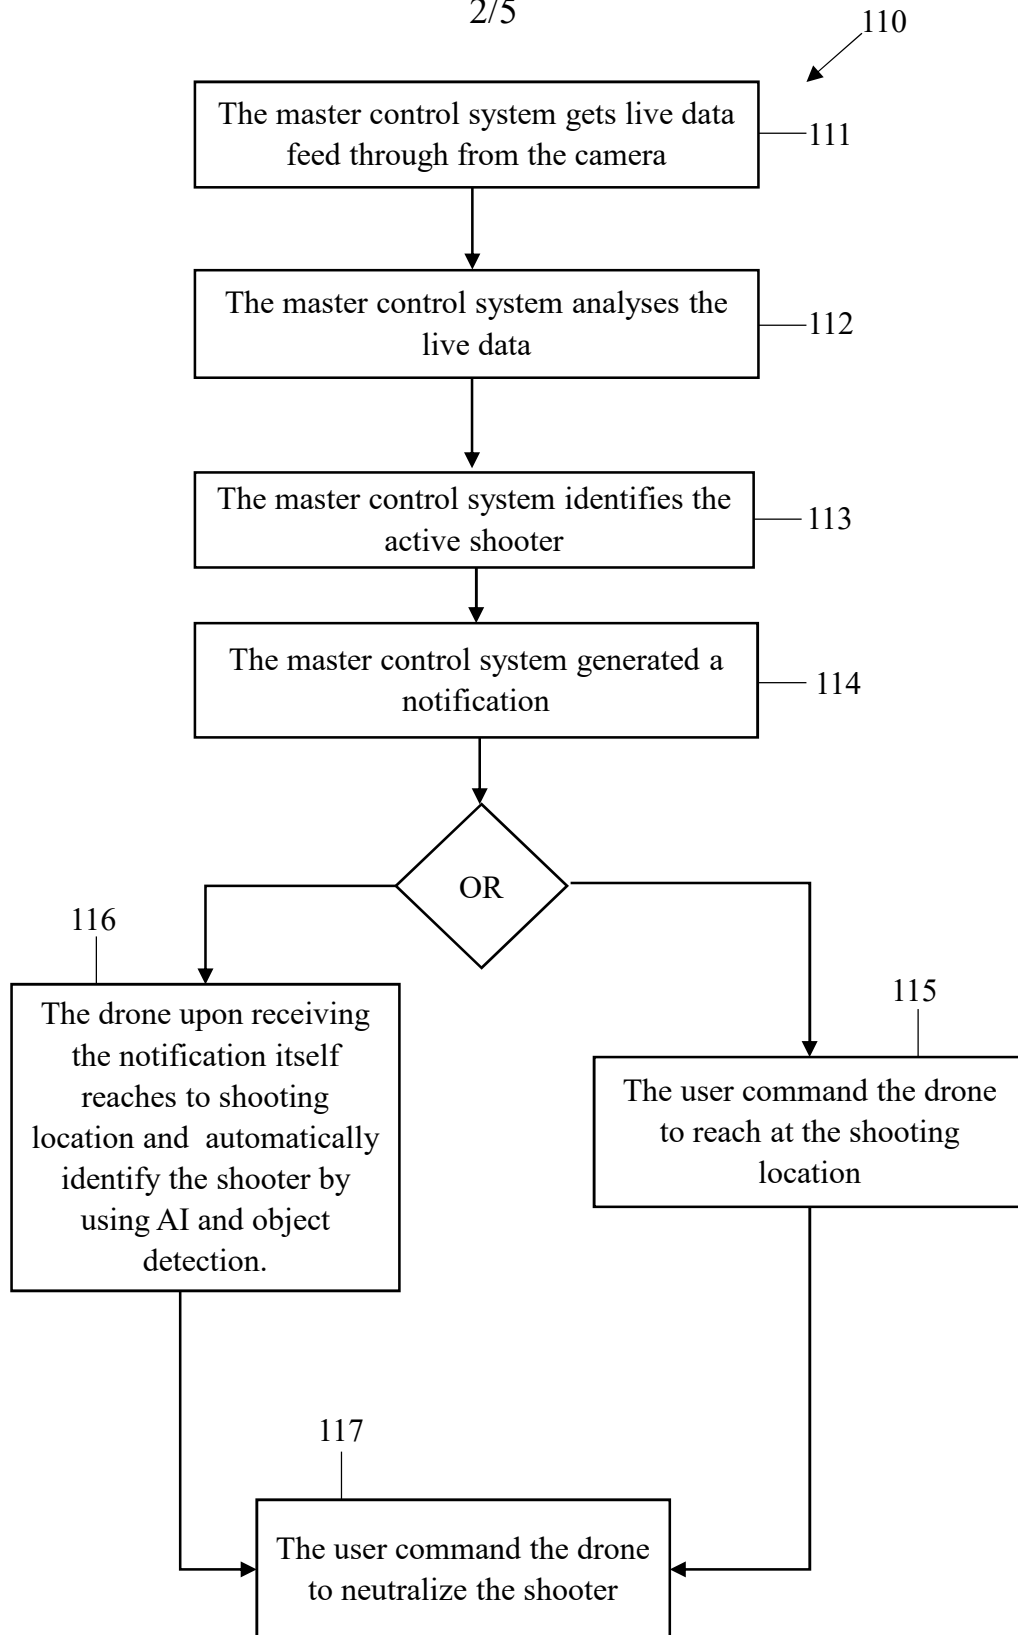 2/5
110
The master control system gets live data
feed through from the camera
111
The master control system analyses the
live data
112
The master control system identifies the
active shooter
113
The master control system generated a
notification
114
OR
116
The drone upon receiving
the notification itself
reaches to shooting
location and automatically
identify the shooter by
using AI and object
detection.
115
The user command the drone
to reach at the shooting
location
117
The user command the drone
to neutralize the shooter